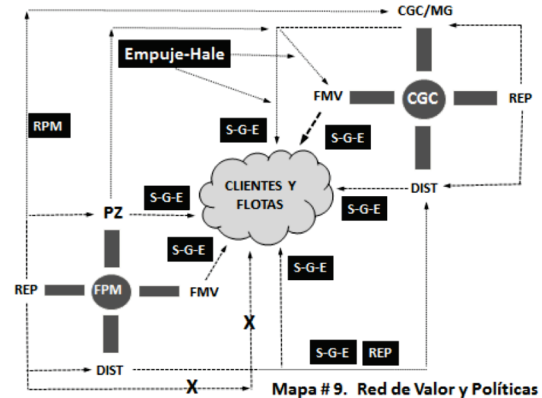 CGC/MG
Empuje-Hale
FMV
CGC
REP
RPM
S-G-E
S-G-E
CLIENTES Y
FLOTAS
DIST
S-G-E
PZ
S-G-E
S-G-E
S-G-E
REP
FPM
FMV
X
S-G-E
REP
DIST
X
Mapa # 9. Red de Valor y Políticas